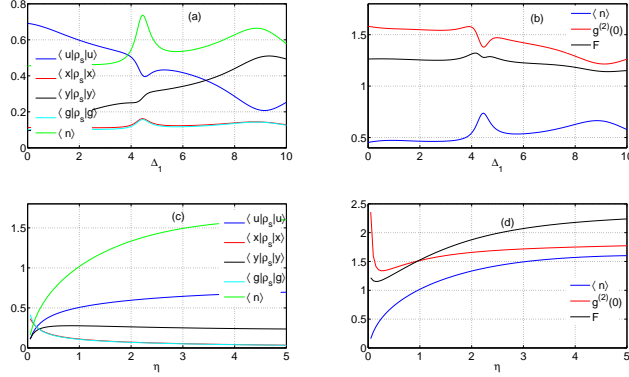 (a)
0.8
0.6
0.4
0.2
0
0 2 4 6 8 10
Δ₁
⟨ u|ρₛ|u⟩
⟨ x|ρₛ|x⟩
⟨ y|ρₛ|y⟩
⟨ g|ρₛ|g⟩
⟨ n⟩
(b)
1.5
1
0.5
0 2 4 6 8 10
Δ₁
⟨ n⟩
g⁽²⁾(0)
F
(c)
1.5
1
0.5
0
0 1 2 3 4 5
η
⟨ u|ρₛ|u⟩
⟨ x|ρₛ|x⟩
⟨ y|ρₛ|y⟩
⟨ g|ρₛ|g⟩
⟨ n⟩
(d)
2.5
2
1.5
1
0.5
0
0 1 2 3 4 5
η
⟨ n⟩
g⁽²⁾(0)
F